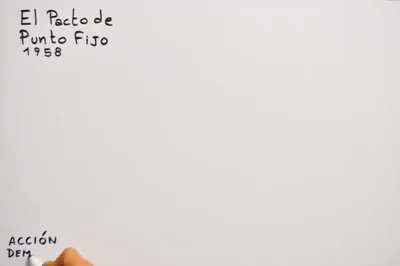 El Pacto de
Punto Fijo
1958
ACCIÓN
DEM